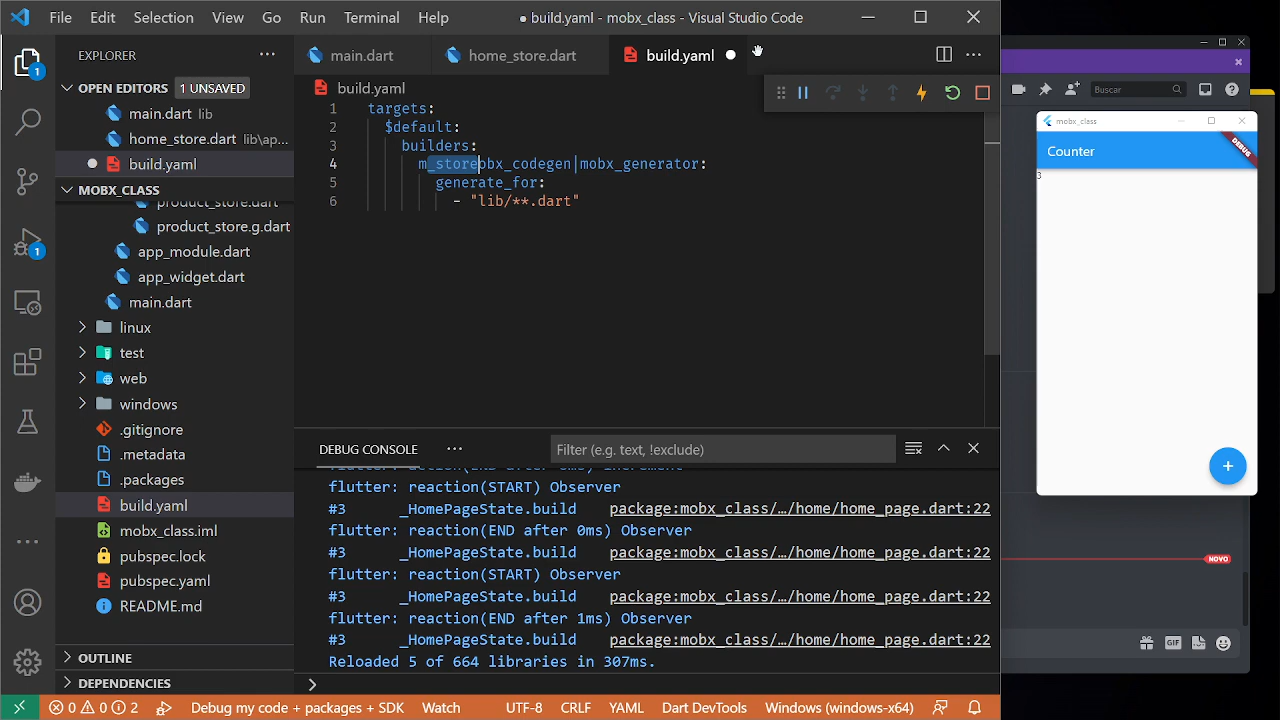 File Edit Selection View Go Run Terminal Help
● build.yaml - mobx_class - Visual Studio Code
EXPLORER
OPEN EDITORS 1 UNSAVED
main.dart lib
home_store.dart lib\ap...
build.yaml
MOBX_CLASS
product_store.dart
product_store.g.dart
app_module.dart
app_widget.dart
main.dart
linux
test
web
windows
.gitignore
.metadata
.packages
build.yaml
mobx_class.iml
pubspec.lock
pubspec.yaml
README.md
OUTLINE
DEPENDENCIES
1
1
main.dart
home_store.dart
build.yaml
build.yaml
1 targets:
2 $default:
3 builders:
4 m_storeobx_codegen|mobx_generator:
5 generate_for:
6 - "lib/**.dart"
DEBUG CONSOLE
Filter (e.g. text, !exclude)
flutter: reaction(START) Observer
#3 _HomePageState.build package:mobx_class/…/home/home_page.dart:22
flutter: reaction(END after 0ms) Observer
#3 _HomePageState.build package:mobx_class/…/home/home_page.dart:22
flutter: reaction(START) Observer
#3 _HomePageState.build package:mobx_class/…/home/home_page.dart:22
flutter: reaction(END after 1ms) Observer
#3 _HomePageState.build package:mobx_class/…/home/home_page.dart:22
Reloaded 5 of 664 libraries in 307ms.
0 0 2 Debug my code + packages + SDK Watch UTF-8 CRLF YAML Dart DevTools Windows (windows-x64)
Buscar
mobx_class
Counter
DEBUG
3
+
NOVO
GIF